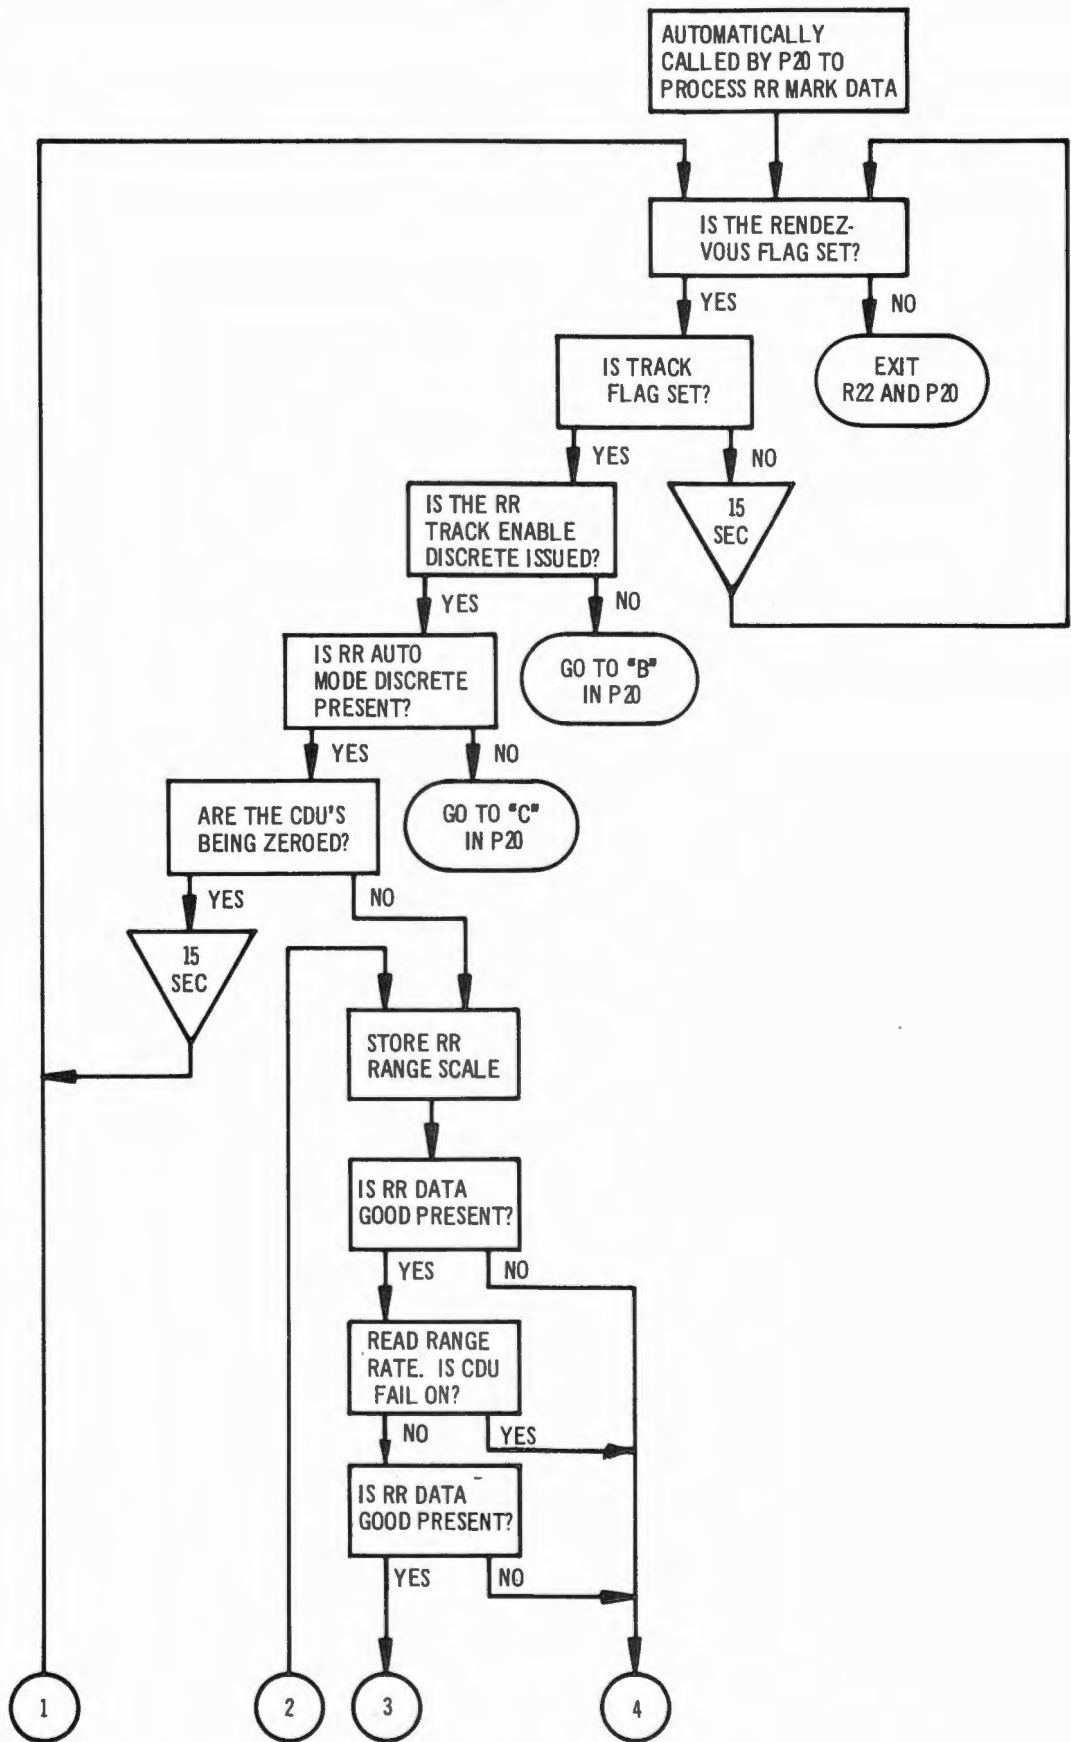 AUTOMATICALLY
CALLED BY P20 TO
PROCESS RR MARK DATA
IS THE RENDEZ-
VOUS FLAG SET?
YES
NO
IS TRACK
FLAG SET?
EXIT
R22 AND P20
YES
NO
IS THE RR
TRACK ENABLE
DISCRETE ISSUED?
15
SEC
YES
NO
IS RR AUTO
MODE DISCRETE
PRESENT?
GO TO "B"
IN P20
YES
NO
ARE THE CDU'S
BEING ZEROED?
GO TO "C"
IN P20
YES
NO
15
SEC
STORE RR
RANGE SCALE
IS RR DATA
GOOD PRESENT?
YES
NO
READ RANGE
RATE. IS CDU
FAIL ON?
NO
YES
IS RR DATA
GOOD PRESENT?
YES
NO
1
2
3
4